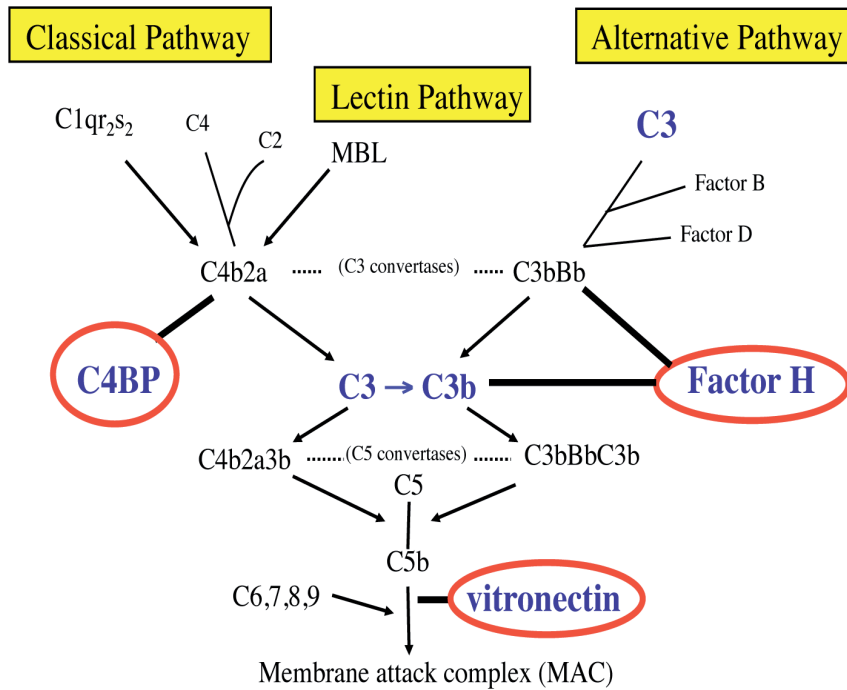 Classical Pathway
Alternative Pathway
Lectin Pathway
C1qr₂s₂
C4
C2
MBL
C3
Factor B
Factor D
C4b2a ...... (C3 convertases) ...... C3bBb
C4BP
C3 → C3b
Factor H
C4b2a3b ......(C5 convertases) ...... C3bBbC3b
C5
C5b
C6,7,8,9
vitronectin
Membrane attack complex (MAC)